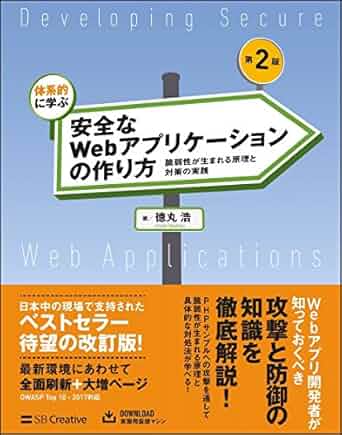 Developing Secure
第2版
体系的
に学ぶ
安全な
Webアプリケーション
の作り方
脆弱性が生まれる原理と
対策の実践
著/徳丸 浩
Web Applications
Webアプリ開発者が
知っておくべき
攻撃と防御の
知識を
徹底解説!
PHPサンプルへの攻撃を通して
脆弱性が生まれる原理と
具体的な対処法が学べる!
日本中の現場で支持された
ベストセラー
待望の改訂版!
最新環境にあわせて
全面刷新+大増ページ
OWASP Top 10 - 2017対応
SB Creative
DOWNLOAD
実習用仮想マシン